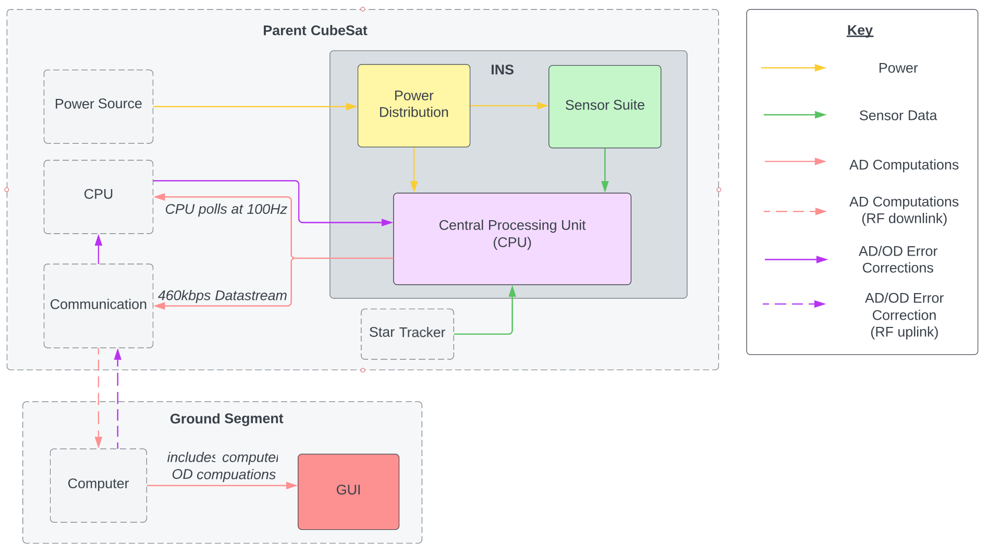 Parent CubeSat
INS
Power Source
Power
Distribution
Sensor Suite
CPU
CPU polls at 100Hz
Central Processing Unit
(CPU)
460kbps Datastream
Communication
Star Tracker
Ground Segment
includes computer
OD compuations
Computer
GUI
Key
Power
Sensor Data
AD Computations
AD Computations
(RF downlink)
AD/OD Error
Corrections
AD/OD Error
Correction
(RF uplink)